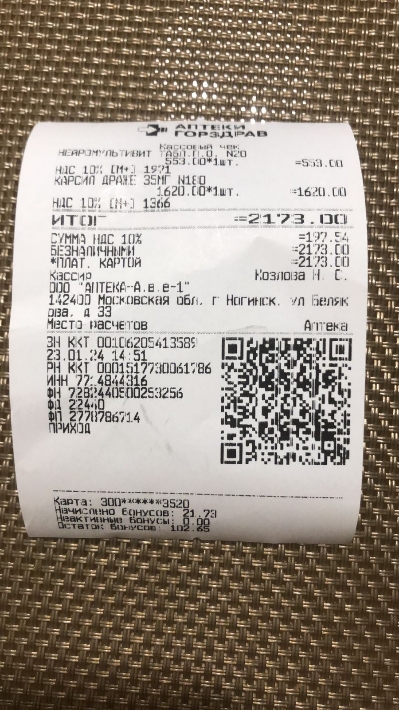 АПТЕКИ
ГОРЗДРАВ
Кассовый чек
НЕЙРОМУЛЬТИВИТ ТАБЛ.П.О. N20
553.00*1шт. =553.00
НДС 10% [М+] 1971
КАРСИЛ ДРАЖЕ 35МГ N180
1620.00*1шт. =1620.00
НДС 10% [М+] 1366
ИТОГ =2173.00
СУММА НДС 10% =197.54
БЕЗНАЛИЧНЫМИ =2173.00
*ПЛАТ. КАРТОЙ =2173.00
Кассир Козлова Н. С.
ООО "АПТЕКА-А.в.е-1"
142400 Московская обл, г Ногинск, ул Беляк
ова, д 33
Место расчетов Аптека
ЗН ККТ 00106205413589
23.01.24 14:51
РН ККТ 0001517730061786
ИНН 7724844316
ФН 7282440500253256
ФД 22440
ФП 2778786714
ПРИХОД
Карта: 300******3520
Начислено бонусов: 21.73
Неактивные бонусы: 0.00
Остаток бонусов: 102.65